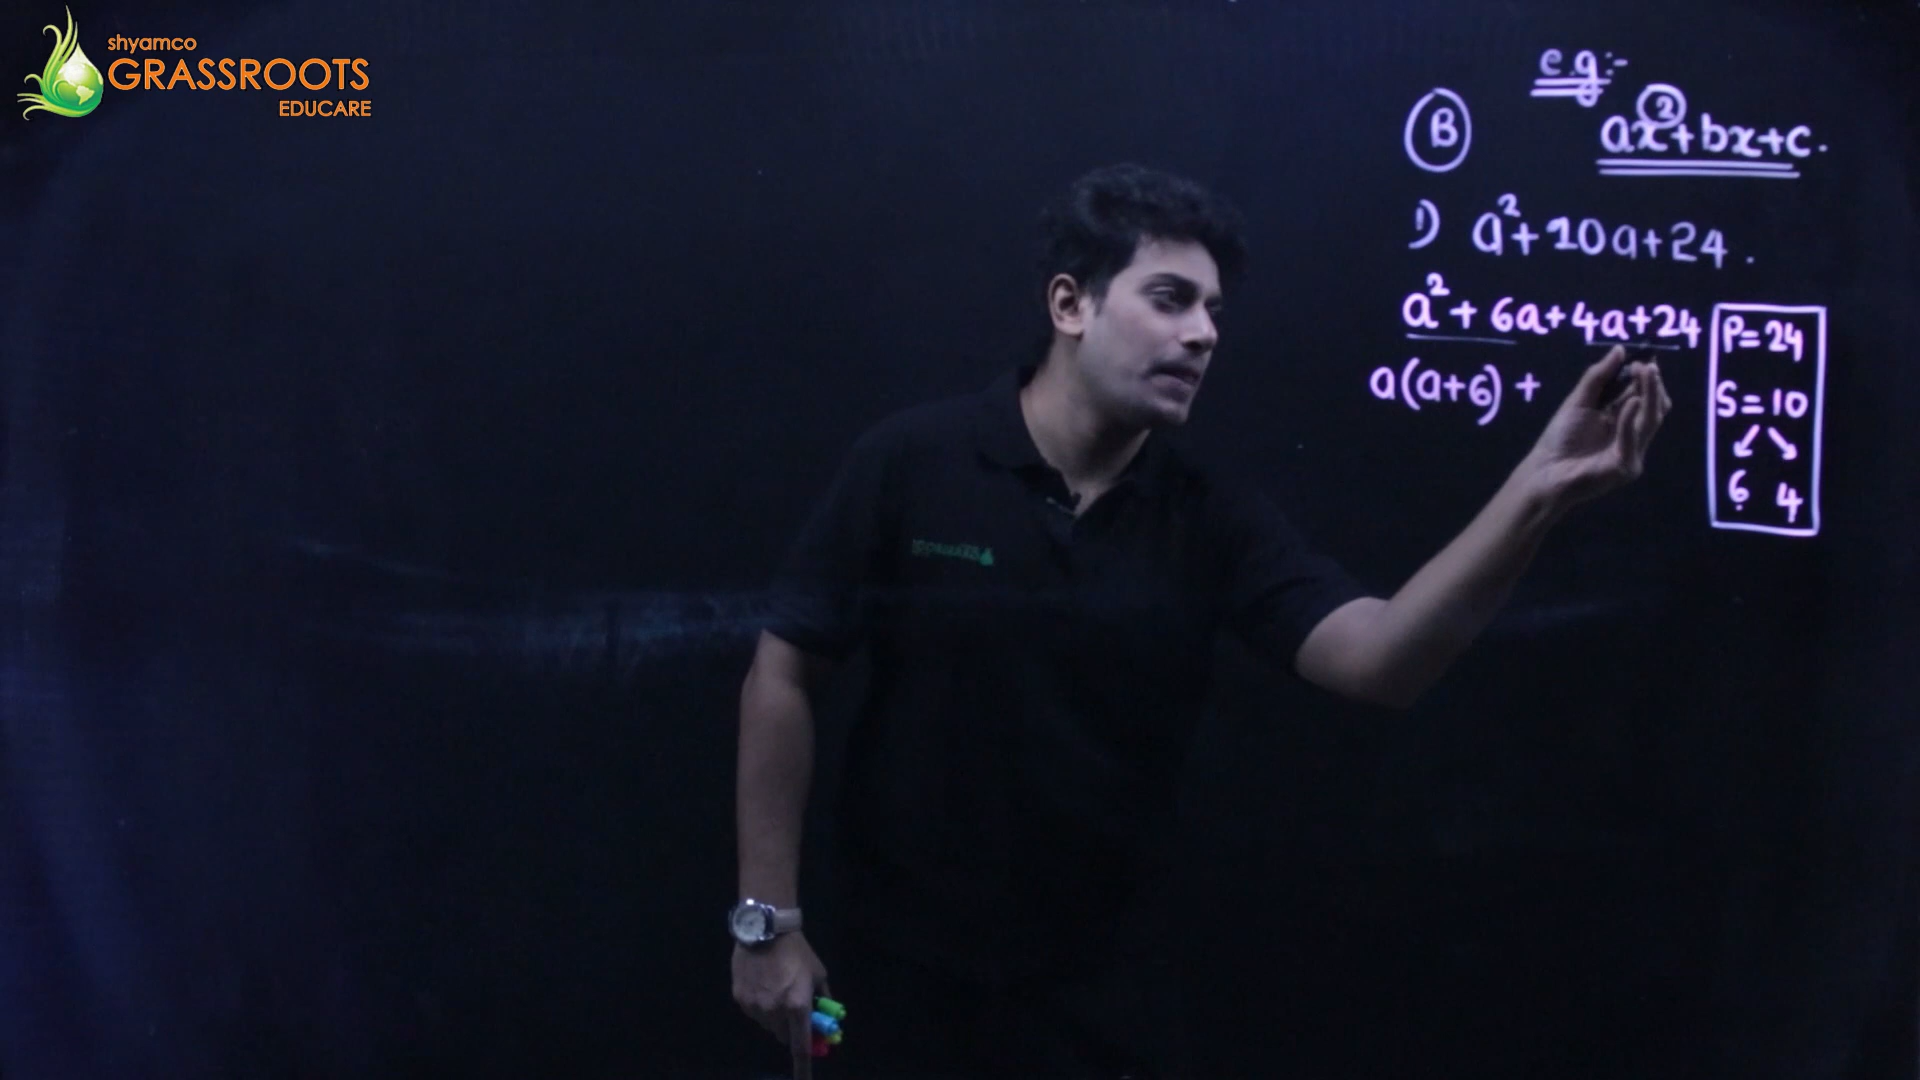 shyamco
GRASSROOTS
EDUCARE
e.g:-
B
ax²+bx+c.
1) a²+10a+24.
a²+6a+4a+24
a(a+6)+
P=24
S=10
6 4